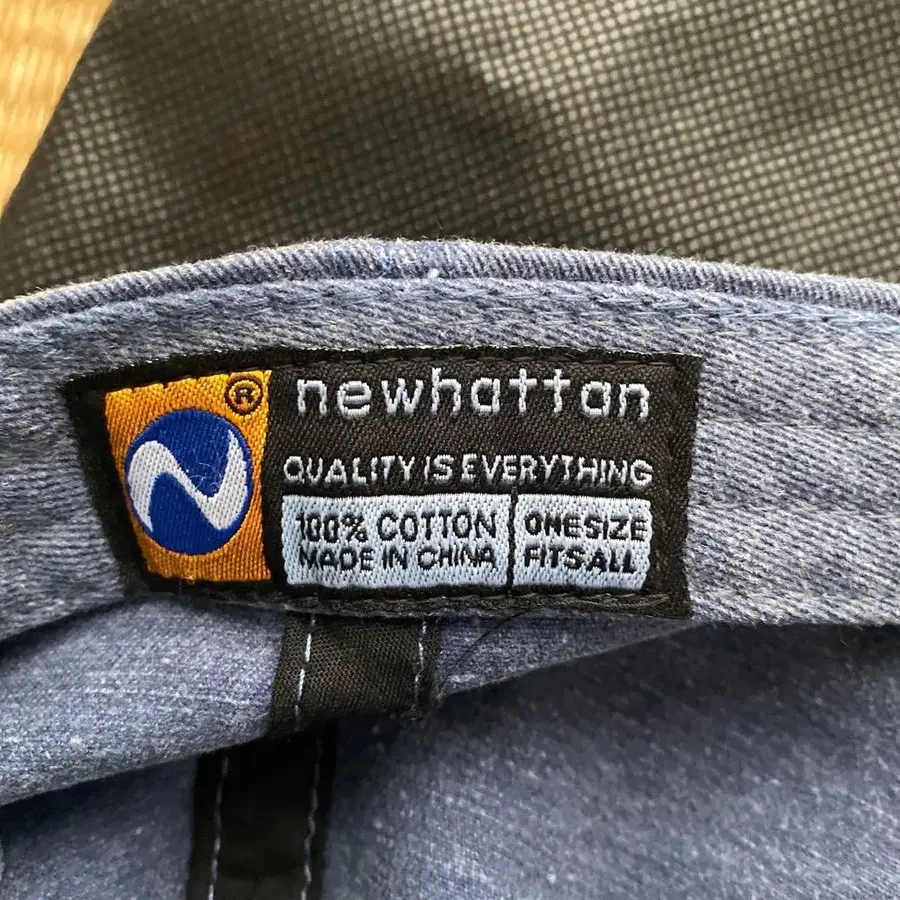 ®
newhattan
QUALITY IS EVERYTHING
100% COTTON
MADE IN CHINA
ONE SIZE
FITS ALL